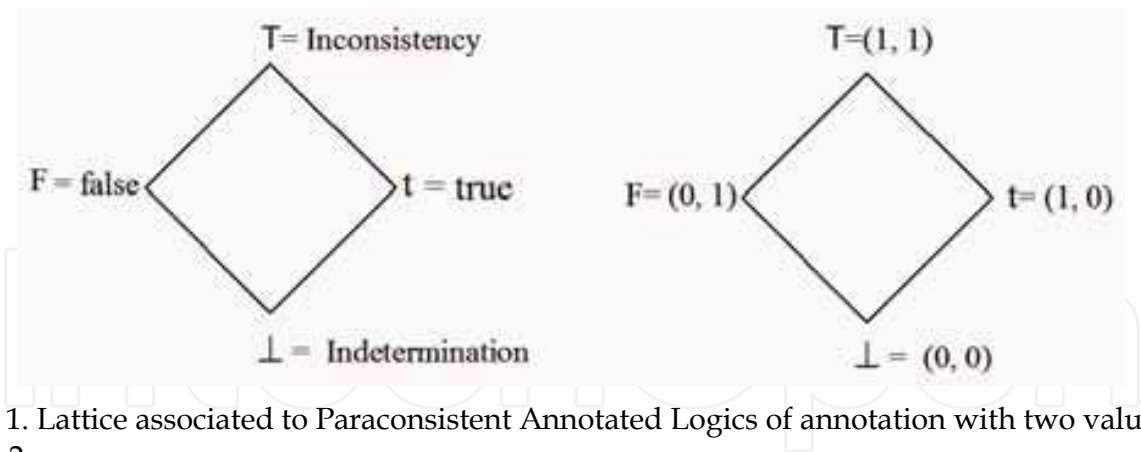 T= Inconsistency
T=(1, 1)
F = false
t = true
F= (0, 1)
t= (1, 0)
⊥ = Indetermination
⊥ = (0, 0)
1. Lattice associated to Paraconsistent Annotated Logics of annotation with two valu